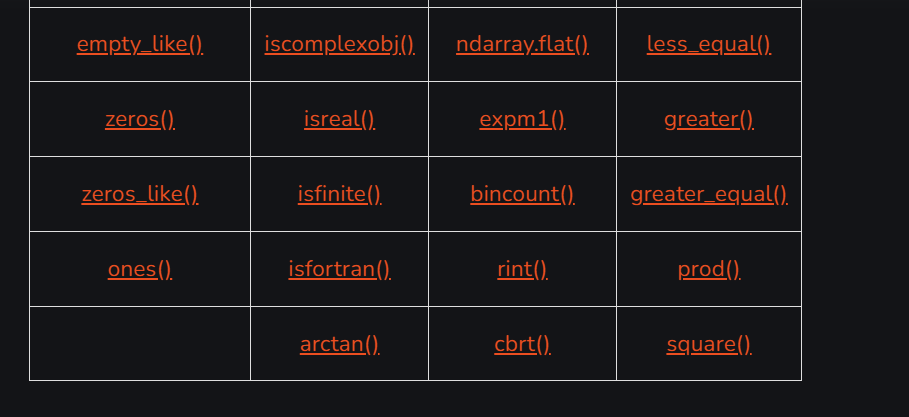 empty_like() iscomplexobj() ndarray.flat() less_equal()
zeros() isreal() expm1() greater()
zeros_like() isfinite() bincount() greater_equal()
ones() isfortran() rint() prod()
arctan() cbrt() square()